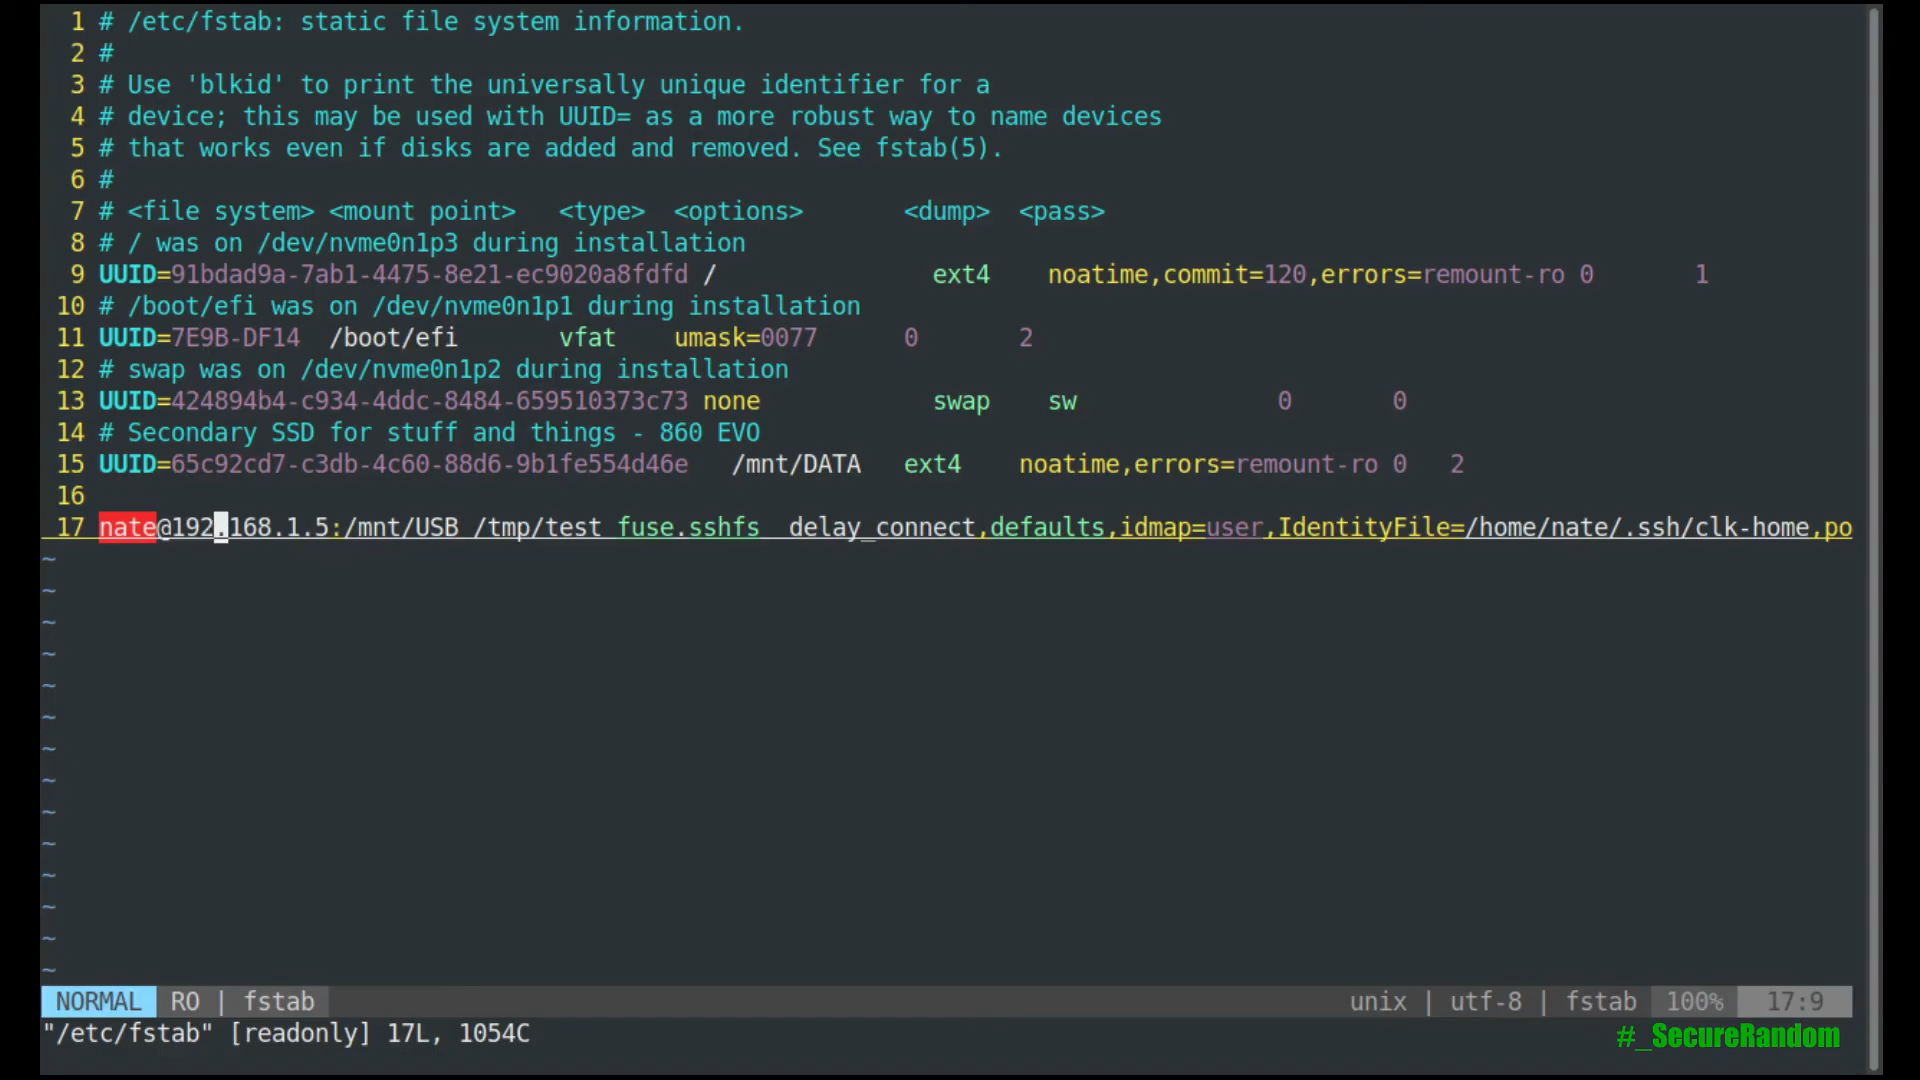 1 # /etc/fstab: static file system information.
2 #
3 # Use 'blkid' to print the universally unique identifier for a
4 # device; this may be used with UUID= as a more robust way to name devices
5 # that works even if disks are added and removed. See fstab(5).
6 #
7 # <file system> <mount point>   <type>  <options>       <dump>  <pass>
8 # / was on /dev/nvme0n1p3 during installation
9 UUID=91bdad9a-7ab1-4475-8e21-ec9020a8fdfd /               ext4    noatime,commit=120,errors=remount-ro 0       1
10 # /boot/efi was on /dev/nvme0n1p1 during installation
11 UUID=7E9B-DF14  /boot/efi       vfat    umask=0077      0       2
12 # swap was on /dev/nvme0n1p2 during installation
13 UUID=424894b4-c934-4ddc-8484-659510373c73 none            swap    sw              0       0
14 # Secondary SSD for stuff and things - 860 EVO
15 UUID=65c92cd7-c3db-4c60-88d6-9b1fe554d46e   /mnt/DATA   ext4    noatime,errors=remount-ro 0   2
16
17 nate@192.168.1.5:/mnt/USB /tmp/test fuse.sshfs  delay_connect,defaults,idmap=user,IdentityFile=/home/nate/.ssh/clk-home,po
~
~
~
~
~
~
~
~
~
~
~
~
~
~
NORMAL RO | fstab unix | utf-8 | fstab 100% 17:9
"/etc/fstab" [readonly] 17L, 1054C
#_SecureRandom